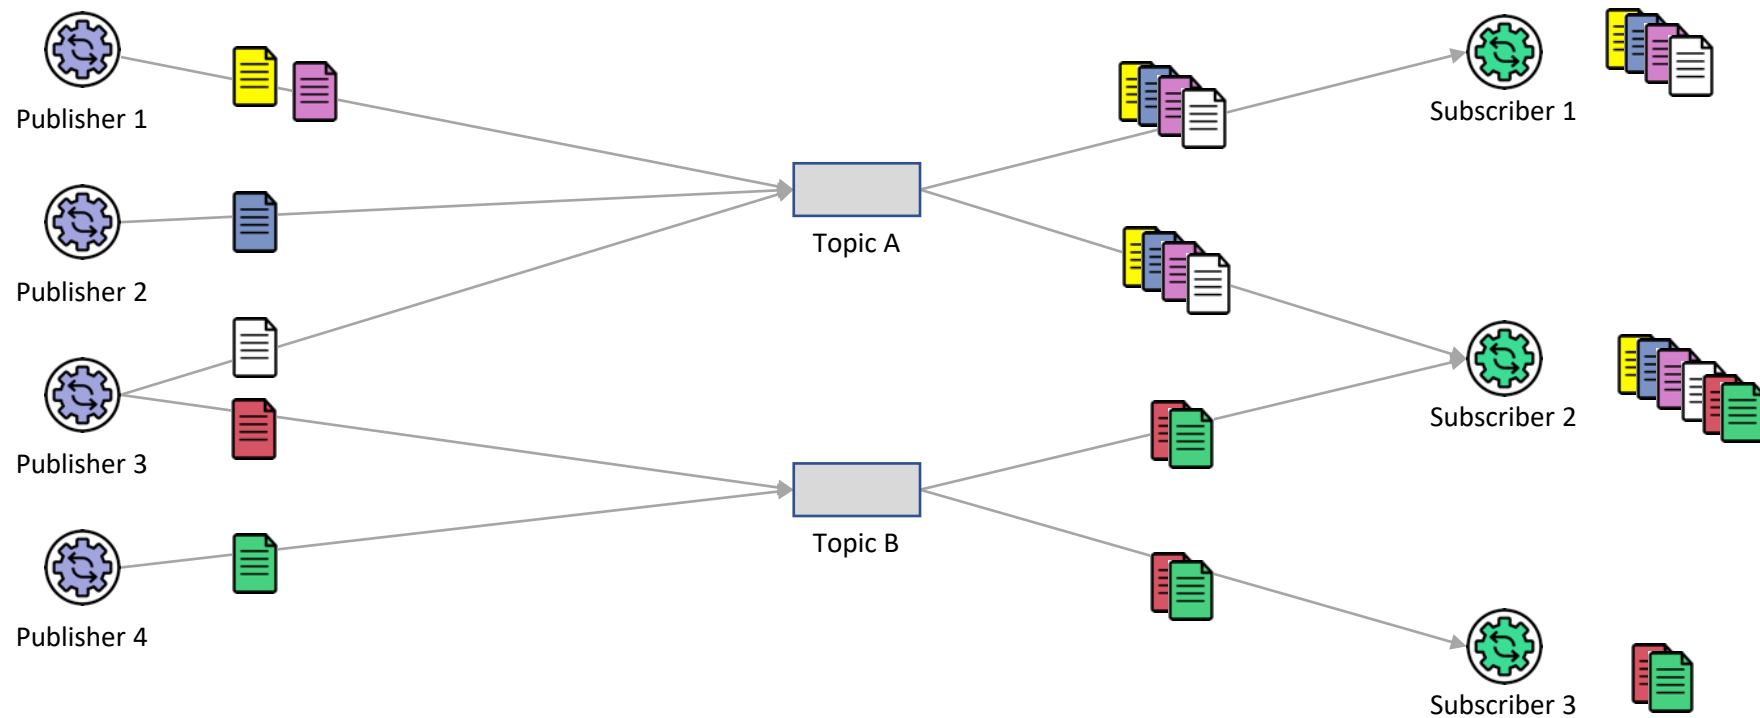 Publisher 1
Publisher 2
Publisher 3
Publisher 4
Topic A
Topic B
Subscriber 1
Subscriber 2
Subscriber 3